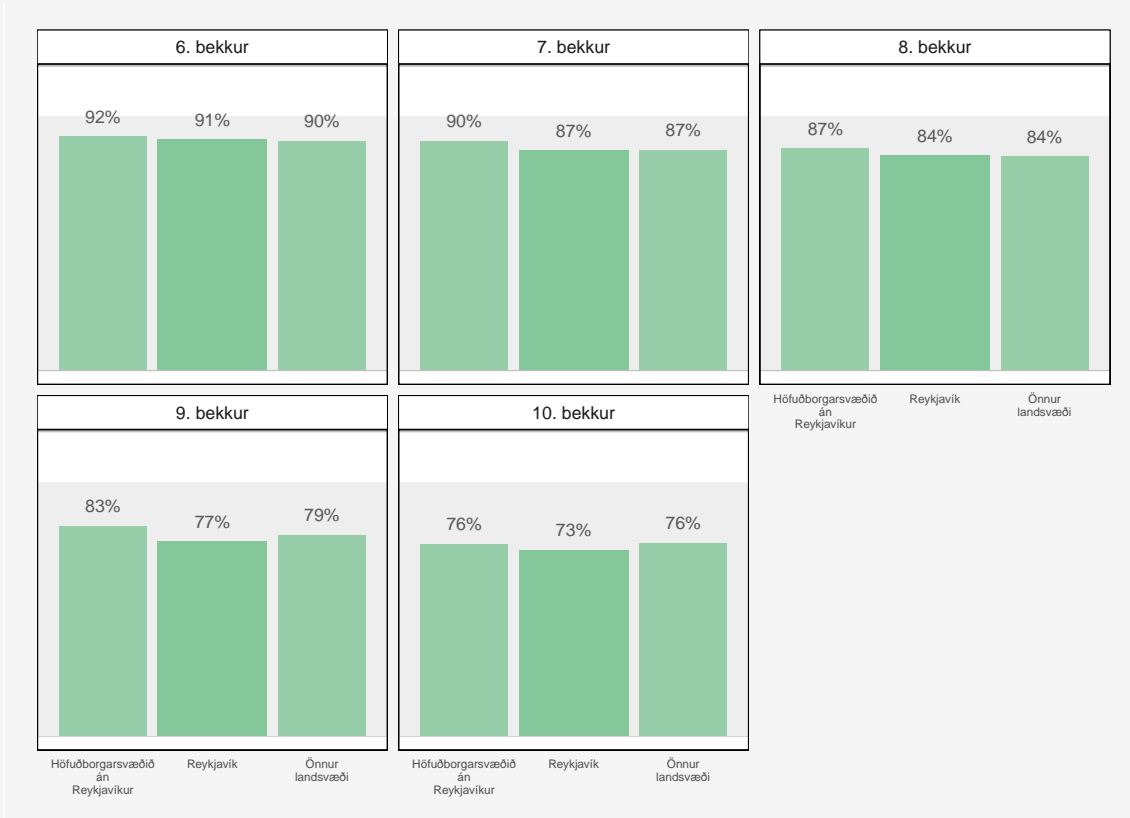 6. bekkur
92%
91%
90%
7. bekkur
90%
87%
87%
8. bekkur
87%
84%
84%
Höfuðborgarsvæðið
án
Reykjavíkur
Reykjavík
Önnur
landsvæði
9. bekkur
83%
77%
79%
Höfuðborgarsvæðið
án
Reykjavíkur
Reykjavík
Önnur
landsvæði
10. bekkur
76%
73%
76%
Höfuðborgarsvæðið
án
Reykjavíkur
Reykjavík
Önnur
landsvæði